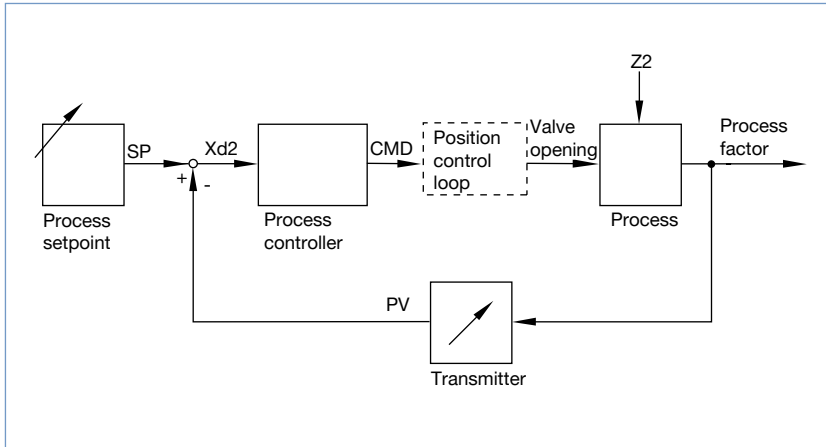 Z2
SP
Xd2
CMD
Position
control
loop
Valve
opening
Process
factor
+
-
Process
setpoint
Process
controller
Process
PV
Transmitter